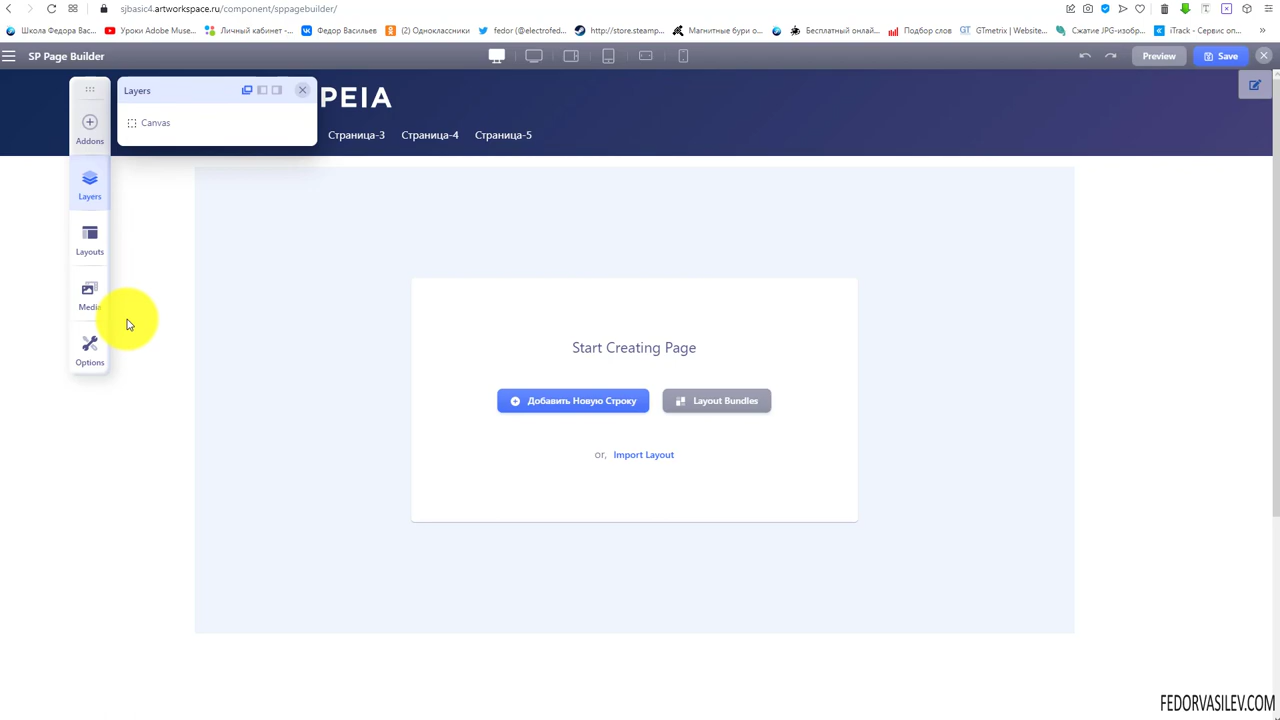 sjbasic4.artworkspace.ru/component/sppagebuilder/
Школа Федора Вас...
Уроки Adobe Muse...
Личный кабинет -...
Федор Васильев
(2) Одноклассники
fedor (@electrofed...
http://store.steamp...
Магнитные бури о...
Бесплатный онлай...
Подбор слов
GTmetrix | Website...
Сжатие JPG-изобр...
iTrack - Сервис оп...
SP Page Builder
Preview
Save
Layers
PEIA
Canvas
Страница-3 Страница-4 Страница-5
Addons
Layers
Layouts
Media
Options
Start Creating Page
Добавить Новую Строку
Layout Bundles
or, Import Layout
FEDORVASILEV.COM